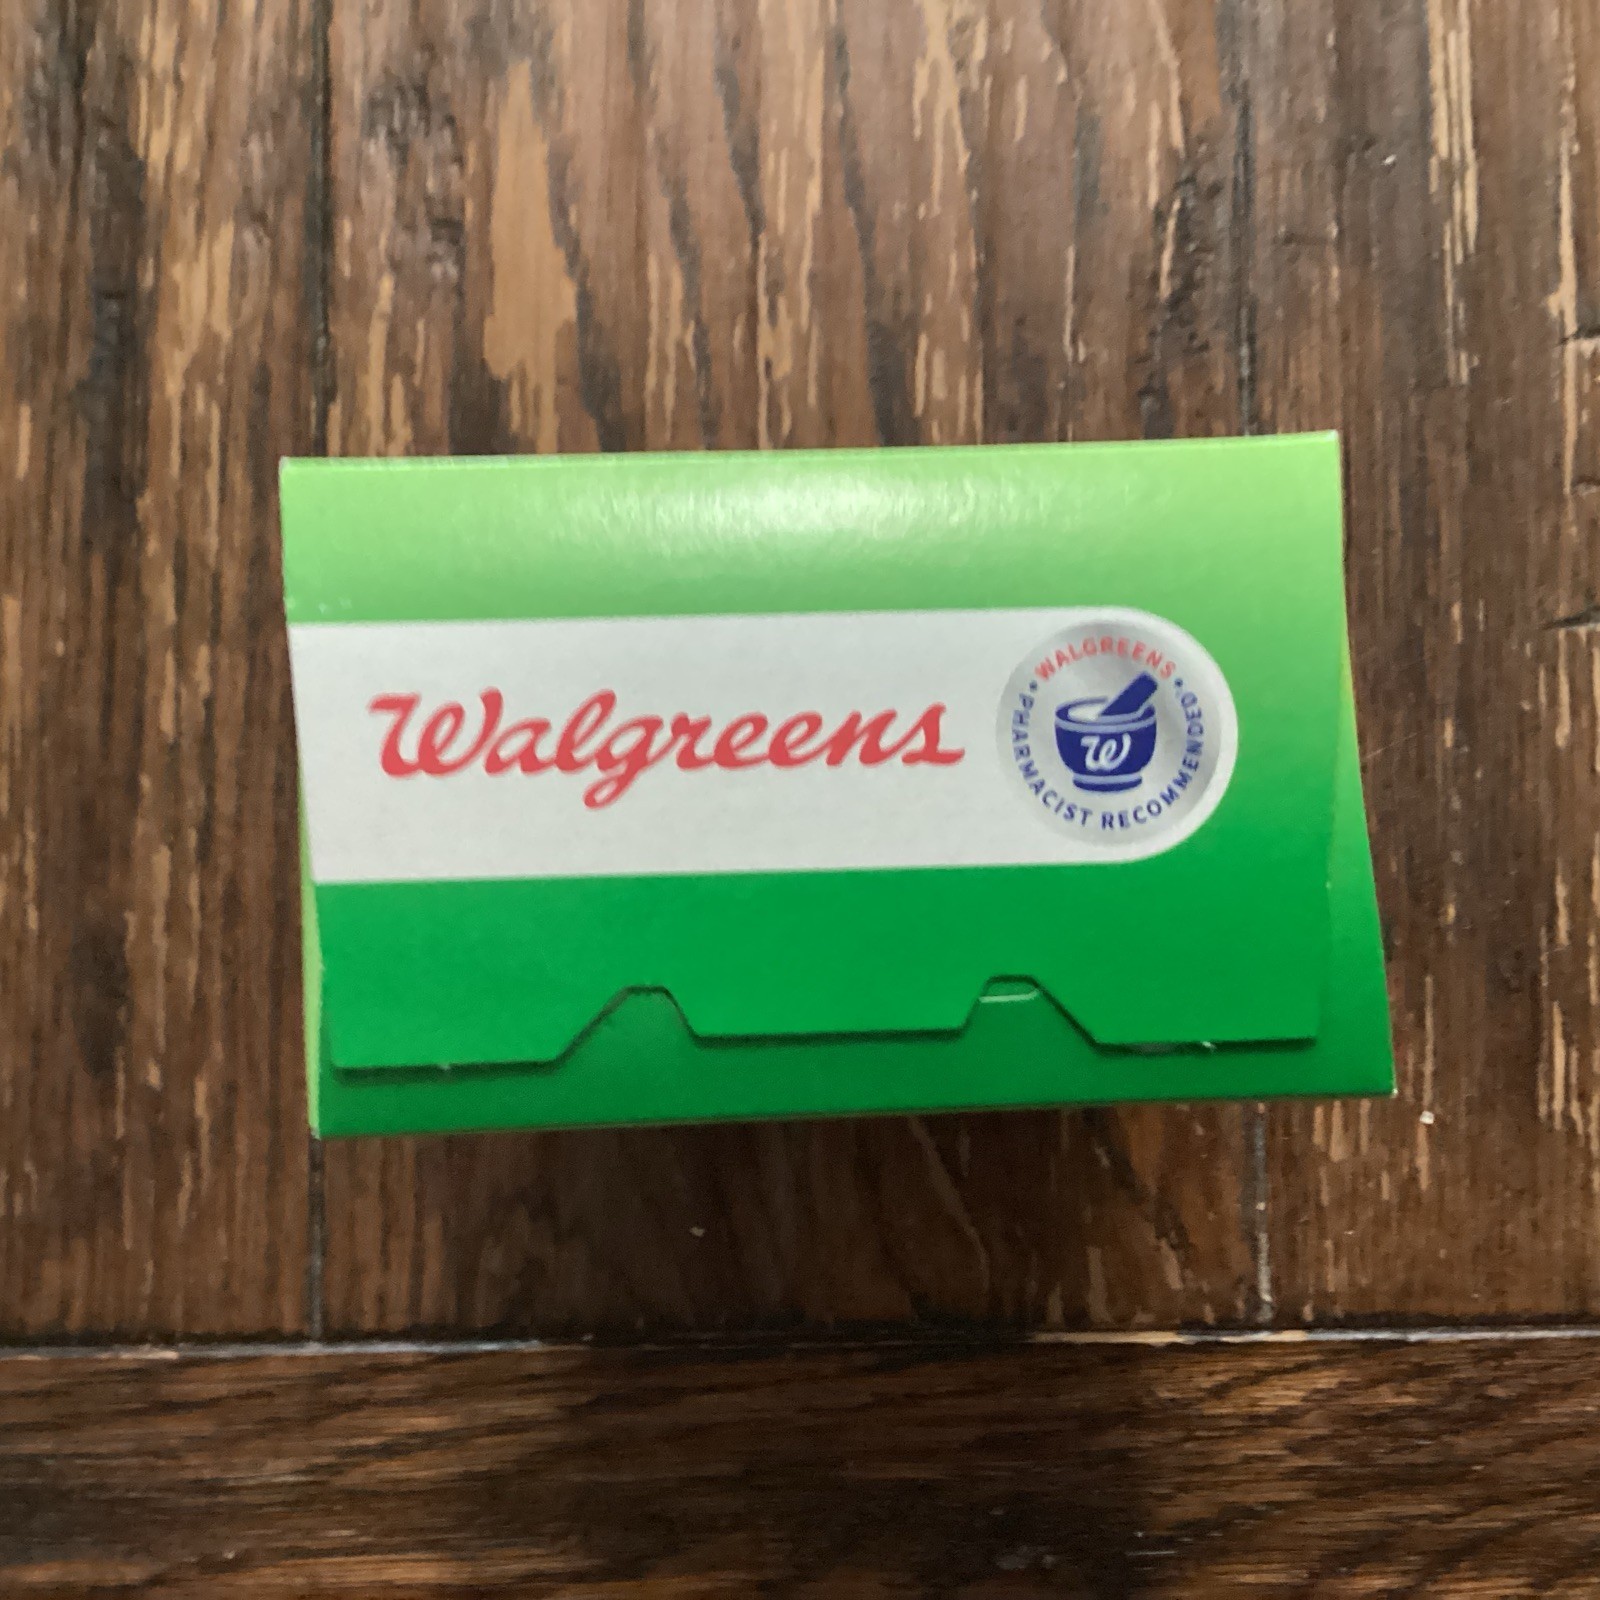 Walgreens
WALGREENS
W
• PHARMACIST RECOMMENDED •